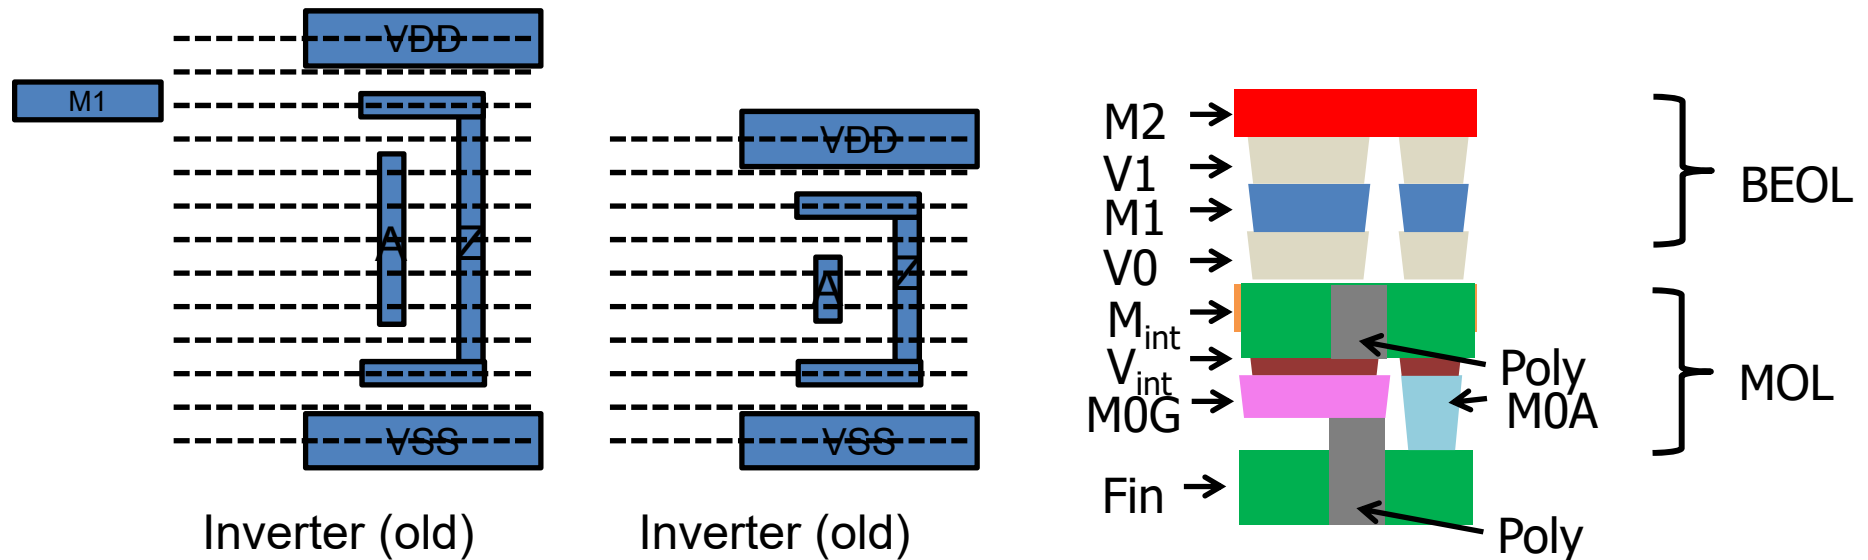 M1
VDD
A
Z
VSS
Inverter (old)
VDD
A
Z
VSS
Inverter (old)
M2
V1
M1
V0
Mint
Vint
M0G
Fin
Poly
M0A
Poly
BEOL
MOL